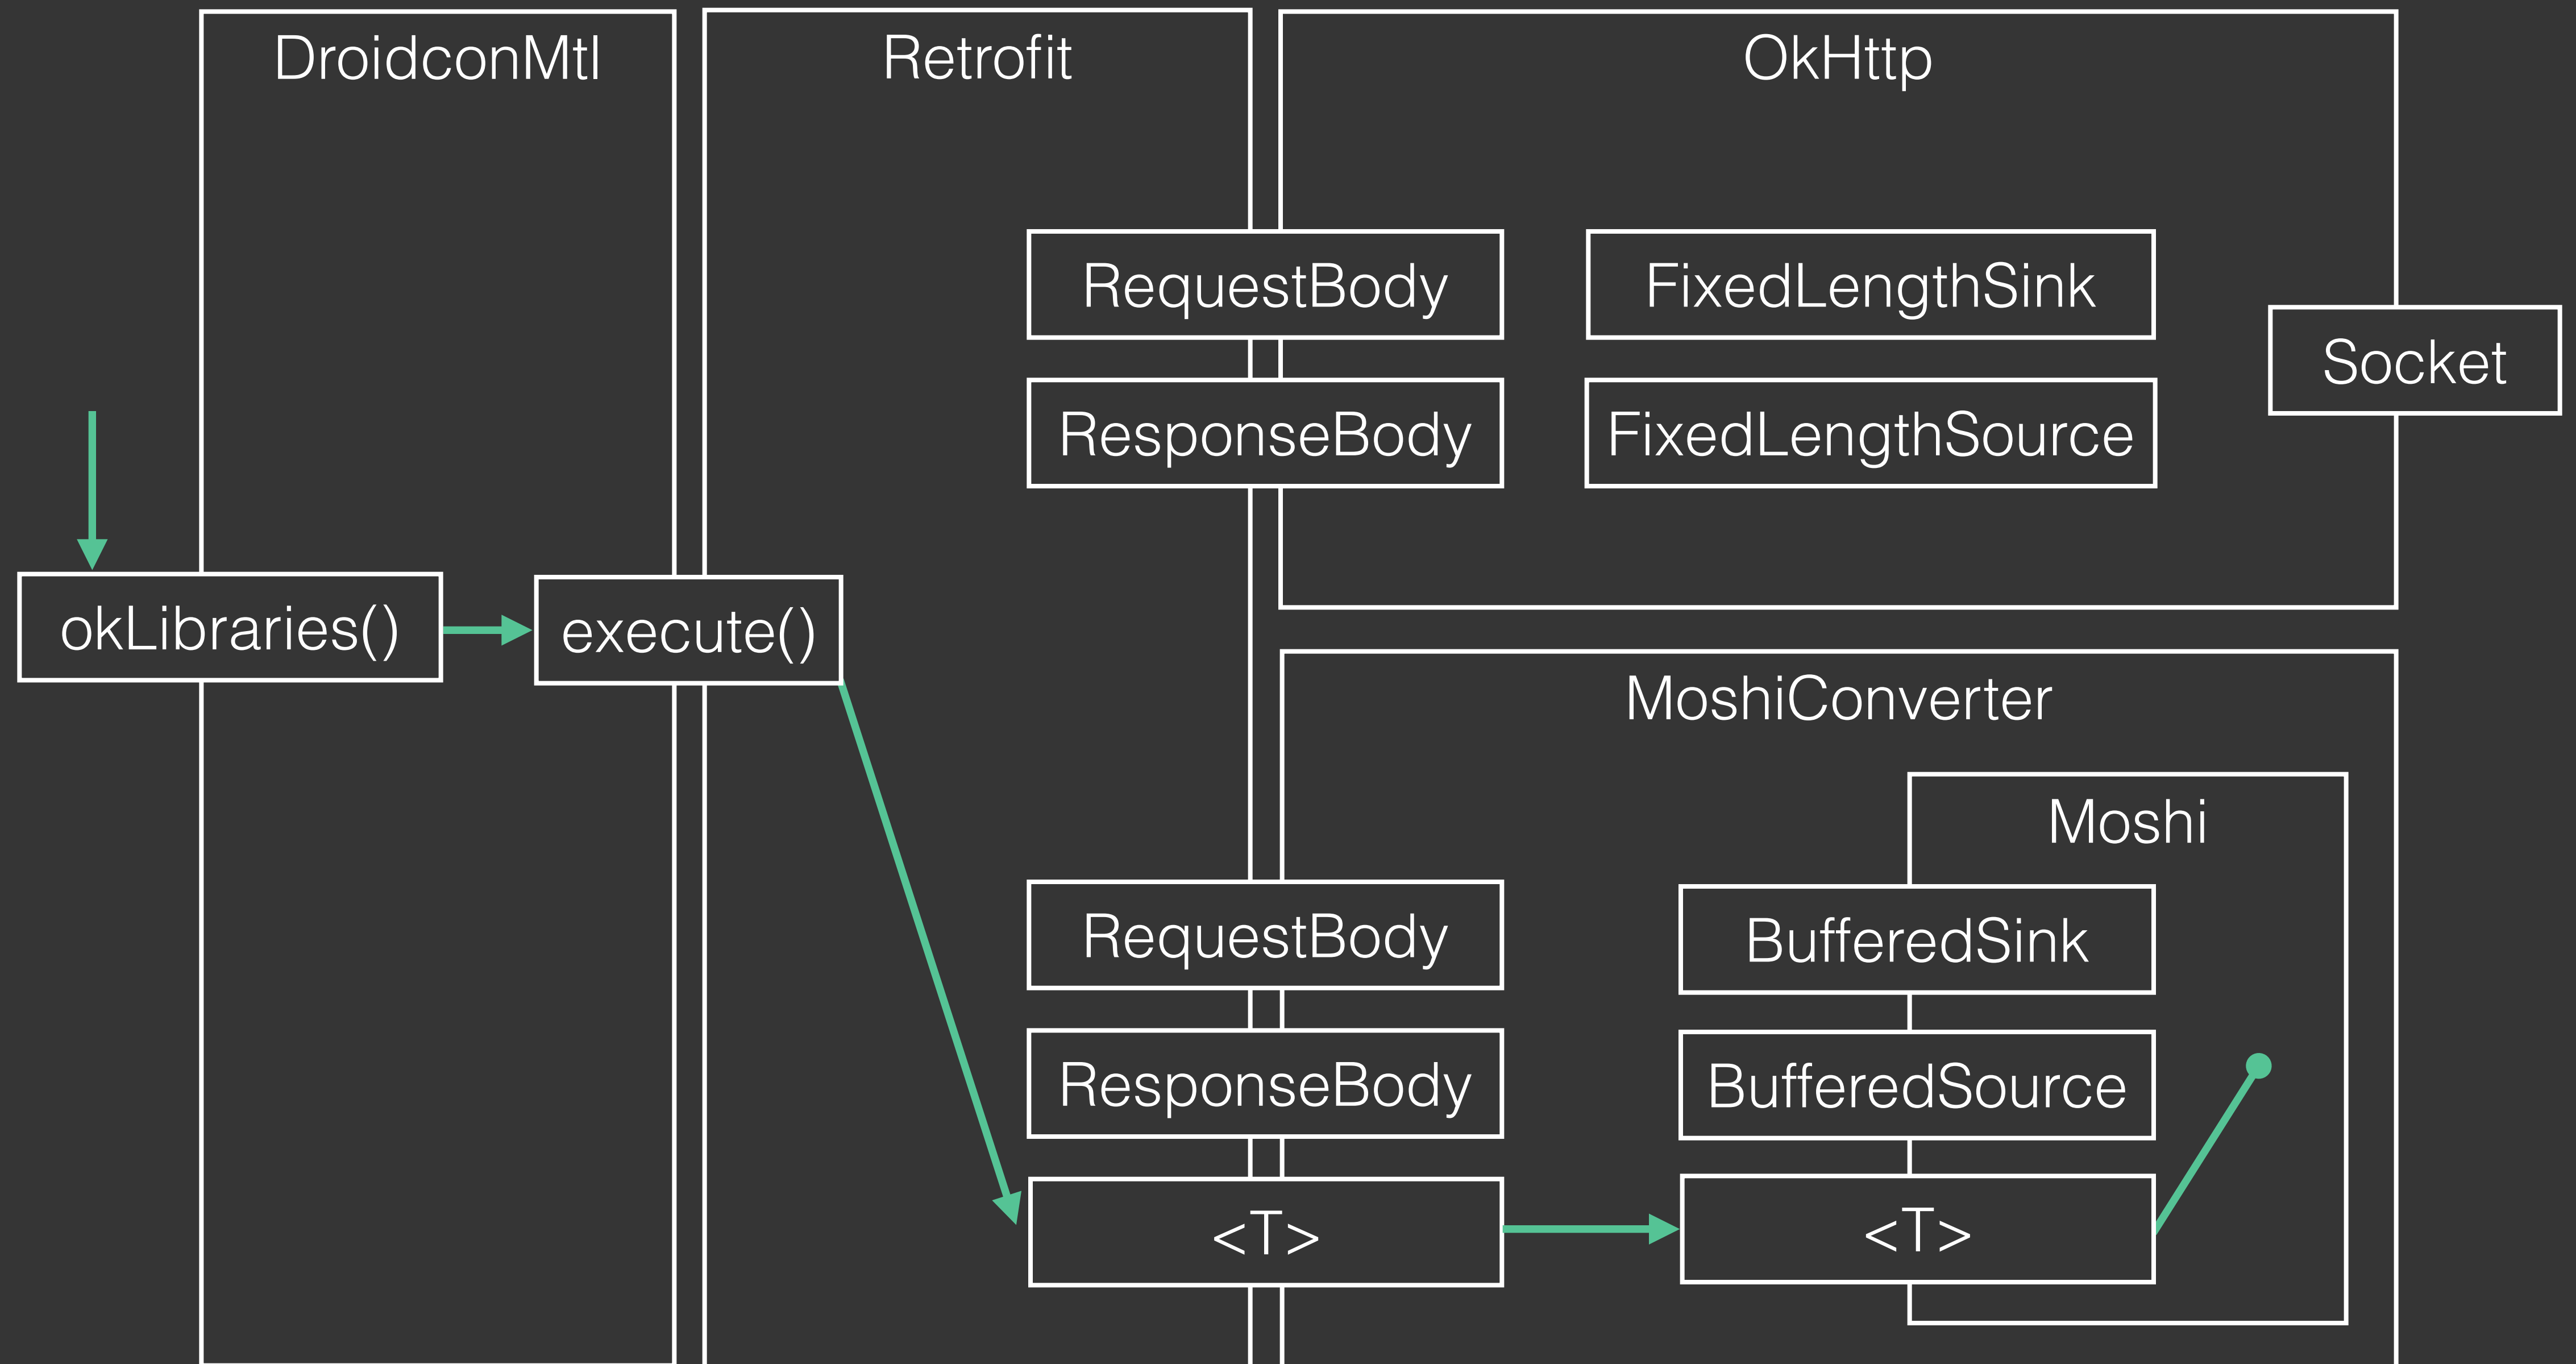 DroidconMtl
Retrofit
OkHttp
RequestBody
FixedLengthSink
Socket
ResponseBody
FixedLengthSource
okLibraries()
execute()
MoshiConverter
Moshi
RequestBody
BufferedSink
ResponseBody
BufferedSource
<T>
<T>